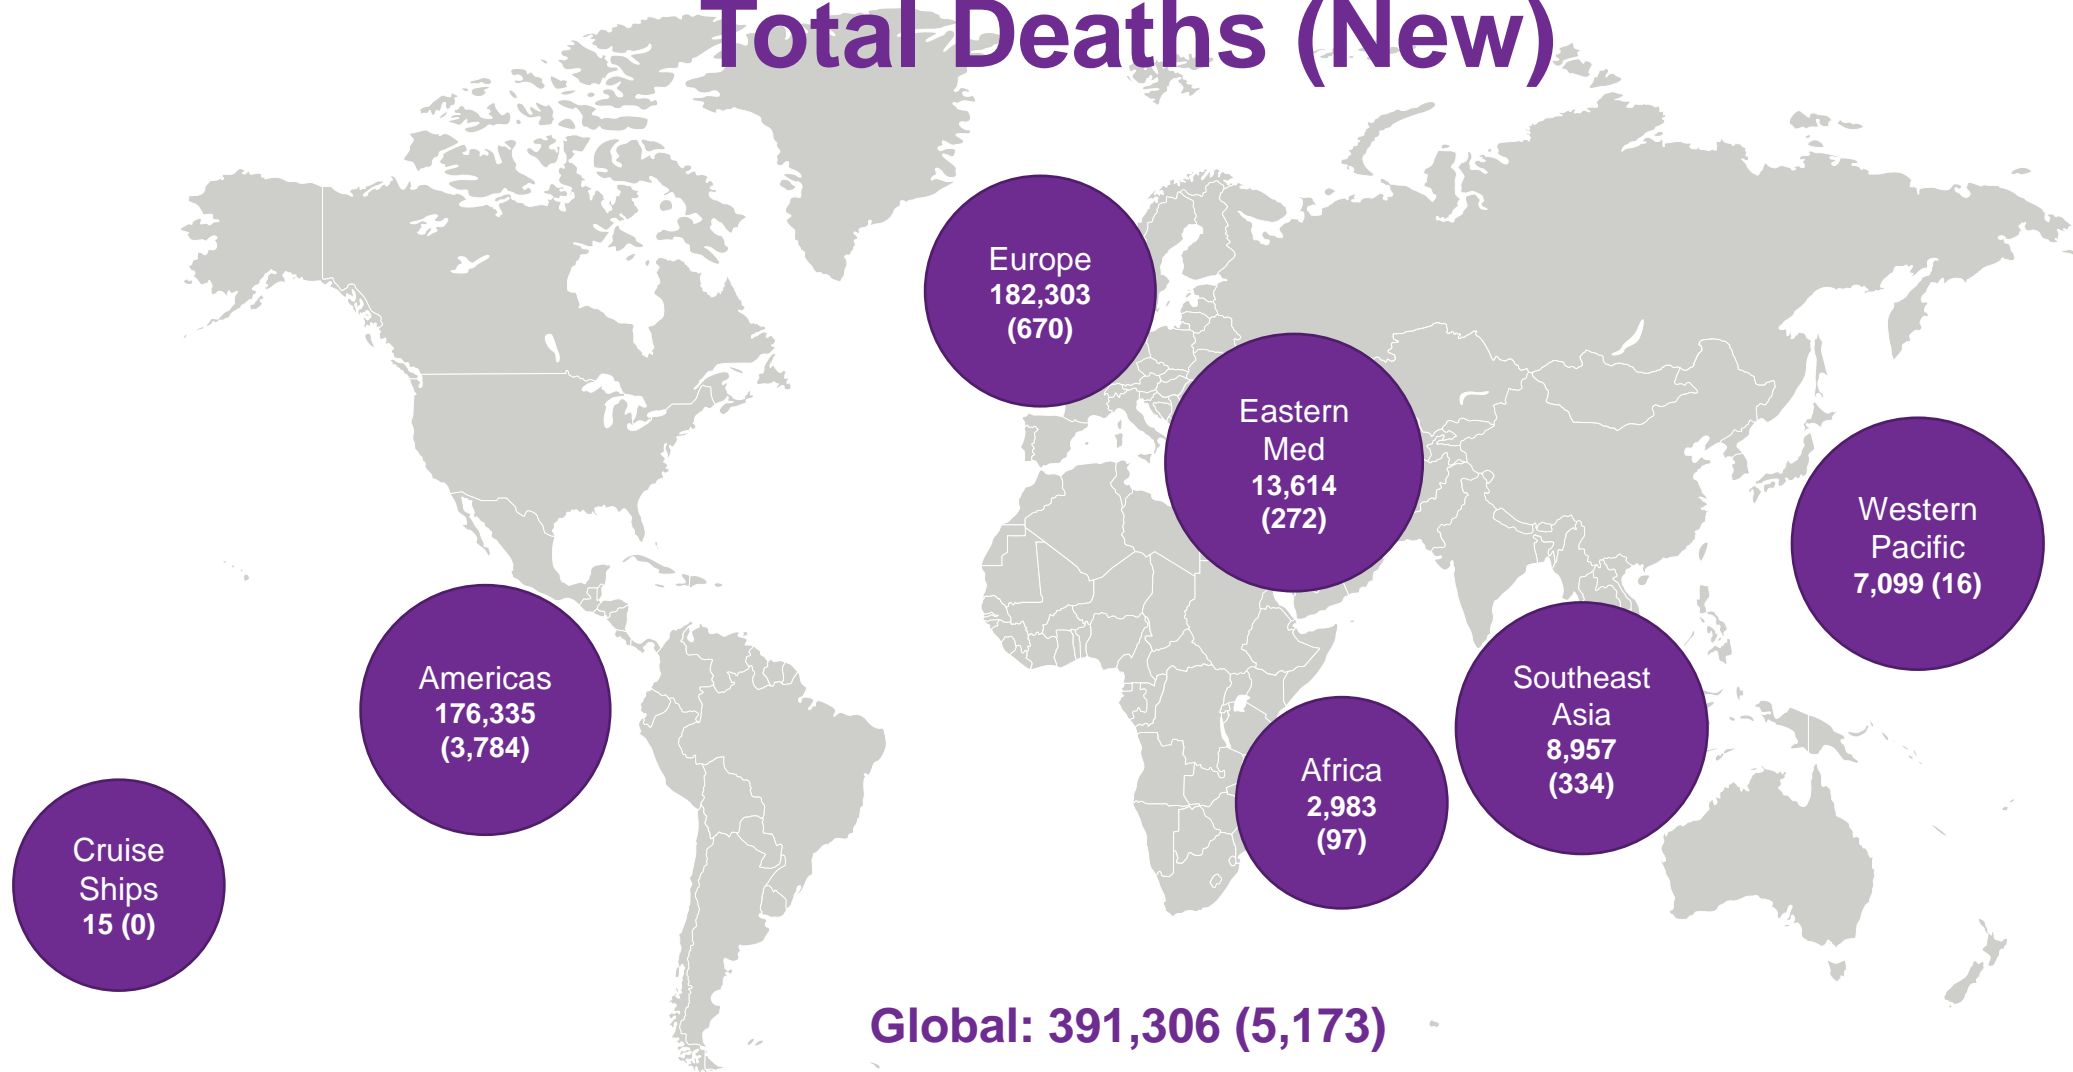 Total Deaths (New)
Europe
182,303
(670)
Eastern
Med
13,614
(272)
Western
Pacific
7,099 (16)
Americas
176,335
(3,784)
Southeast
Asia
8,957
(334)
Africa
2,983
(97)
Cruise
Ships
15 (0)
Global: 391,306 (5,173)